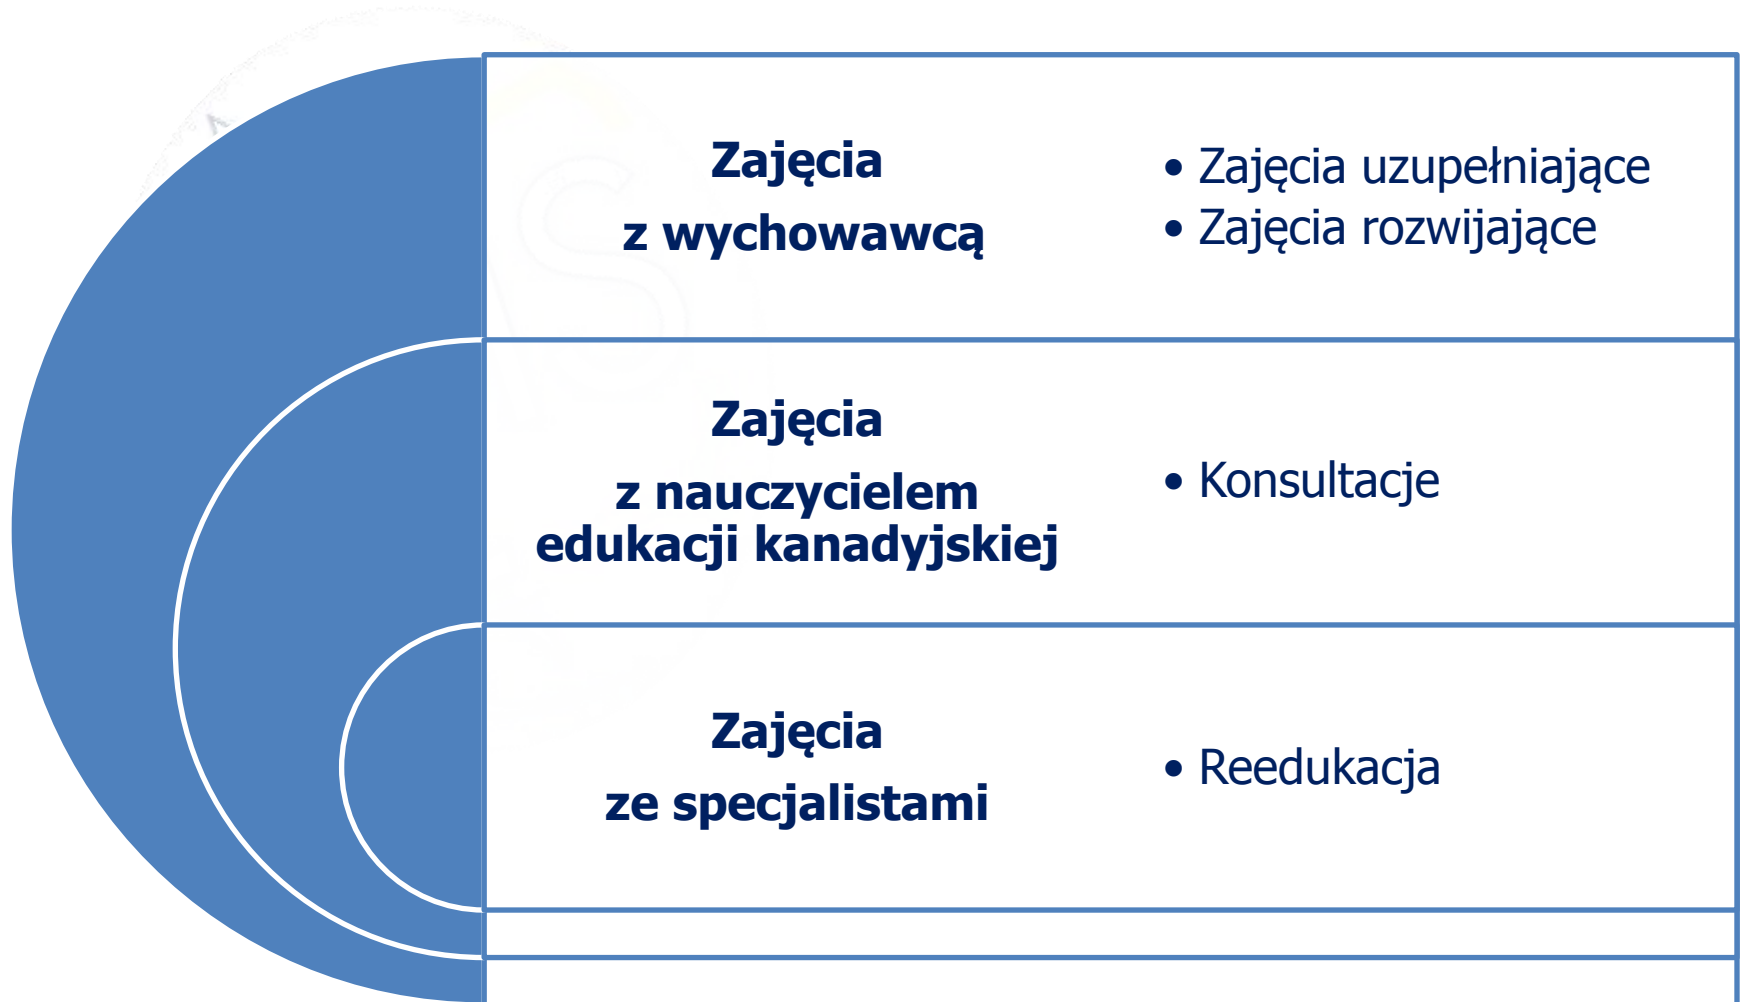 Zajęcia
z wychowawcą
• Zajęcia uzupełniające
• Zajęcia rozwijające
Zajęcia
z nauczycielem
edukacji kanadyjskiej
• Konsultacje
Zajęcia
ze specjalistami
• Reedukacja